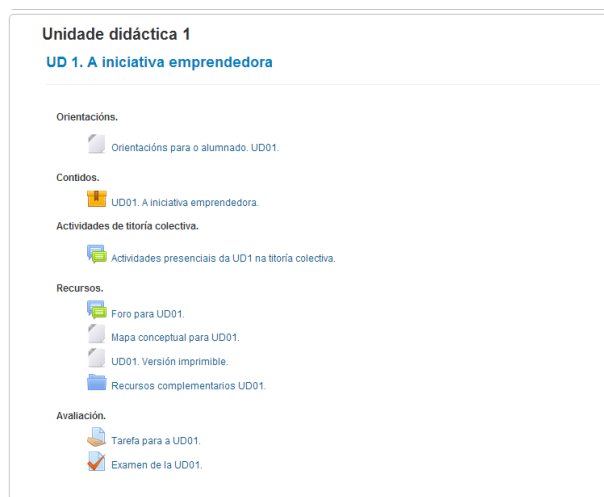 Unidade didáctica 1
UD 1. A iniciativa emprendedora
Orientacións.
Orientacións para o alumnado. UD01.
Contidos.
UD01. A iniciativa emprendedora.
Actividades de titoría colectiva.
Actividades presenciais da UD1 na titoría colectiva.
Recursos.
Foro para UD01.
Mapa conceptual para UD01.
UD01. Versión imprimible.
Recursos complementarios UD01.
Avaliación.
Tarefa para a UD01.
Examen de la UD01.